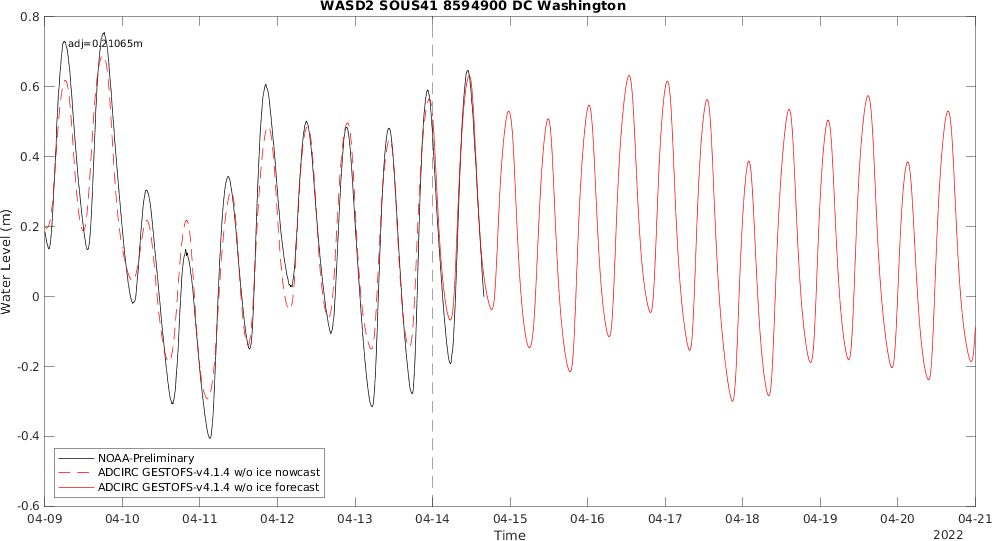 WASD2 SOUS41 8594900 DC Washington
0.8
adj=0.21065m
0.6
0.4
0.2
0
-0.2
-0.4
-0.6
Water Level (m)
NOAA-Preliminary
ADCIRC GESTOFS-v4.1.4 w/o ice nowcast
ADCIRC GESTOFS-v4.1.4 w/o ice forecast
04-09 04-10 04-11 04-12 04-13 04-14 04-15 04-16 04-17 04-18 04-19 04-20 04-21
Time
2022